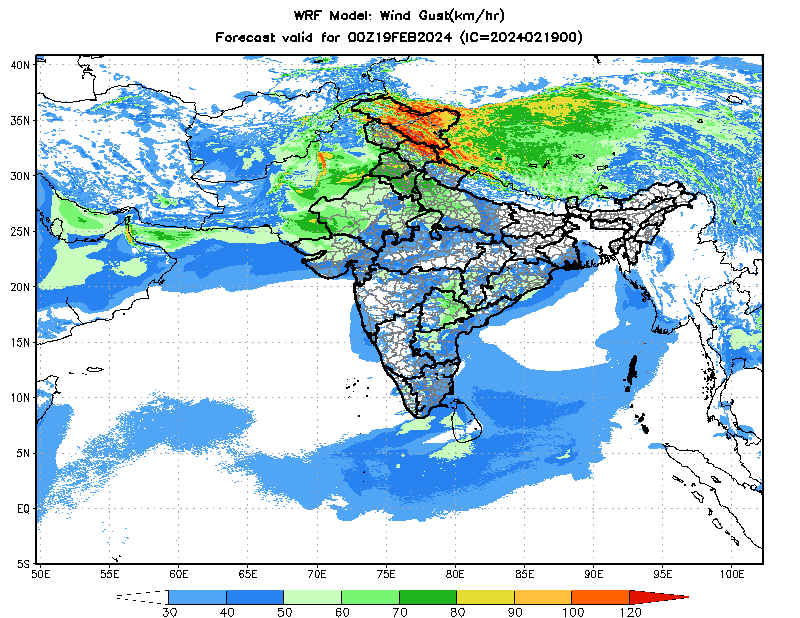 WRF Model: Wind Gust(km/hr)
Forecast valid for 00Z19FEB2024 (IC=2024021900)
40N
35N
30N
25N
20N
15N
10N
5N
EQ
5S
50E 55E 60E 65E 70E 75E 80E 85E 90E 95E 100E
30 40 50 60 70 80 90 100 120